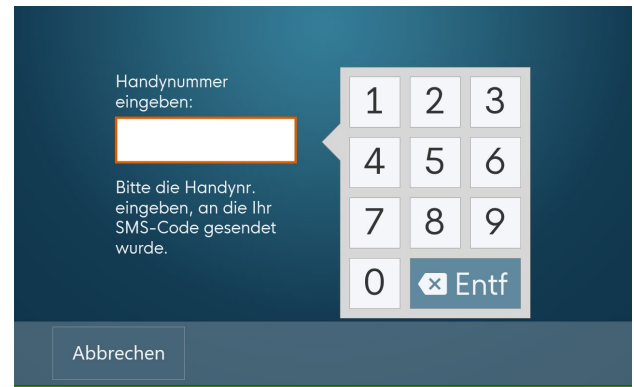 Handynummer
eingeben:
Bitte die Handynr.
eingeben, an die Ihr
SMS-Code gesendet
wurde.
1 2 3
4 5 6
7 8 9
0 Entf
Abbrechen